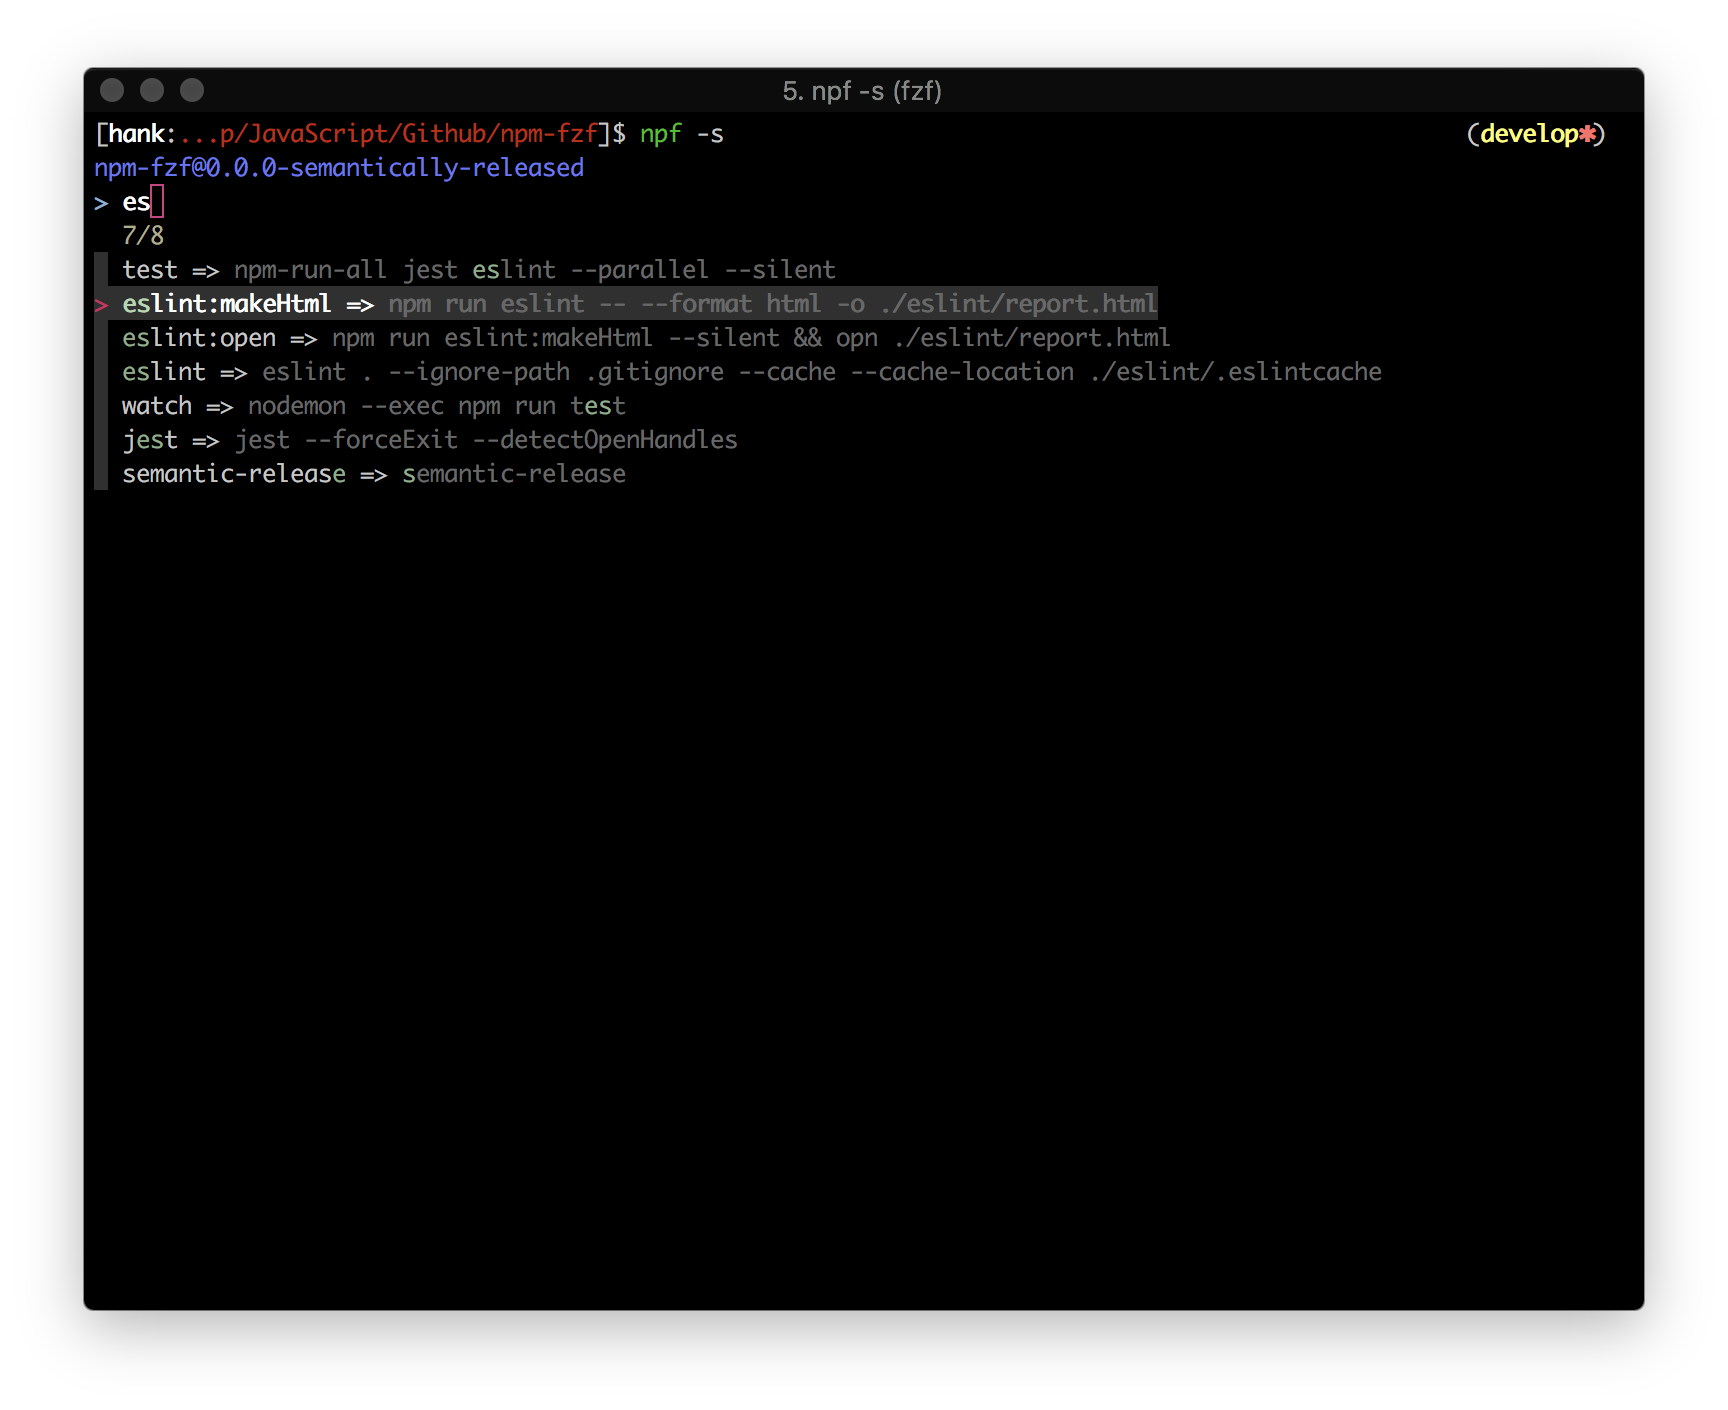 5. npf -s (fzf)
[hank:...p/JavaScript/Github/npm-fzf]$ npf -s (develop✱)
npm-fzf@0.0.0-semantically-released
> es
7/8
test => npm-run-all jest eslint --parallel --silent
> eslint:makeHtml => npm run eslint -- --format html -o ./eslint/report.html
eslint:open => npm run eslint:makeHtml --silent && opn ./eslint/report.html
eslint => eslint . --ignore-path .gitignore --cache --cache-location ./eslint/.eslintcache
watch => nodemon --exec npm run test
jest => jest --forceExit --detectOpenHandles
semantic-release => semantic-release